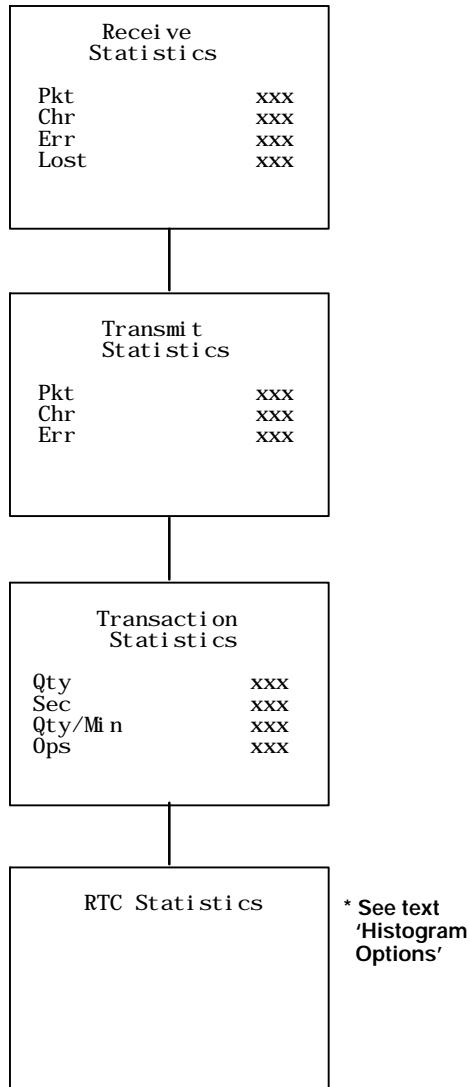 Receive
Statistics
Pkt xxx
Chr xxx
Err xxx
Lost xxx
Transmit
Statistics
Pkt xxx
Chr xxx
Err xxx
Transaction
Statistics
Qty xxx
Sec xxx
Qty/Min xxx
Ops xxx
RTC Statistics
* See text
'Histogram
Options'